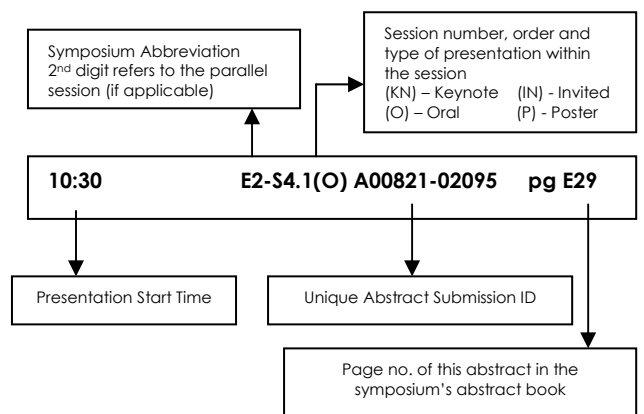 Symposium Abbreviation
2nd digit refers to the parallel
session (if applicable)
Session number, order and
type of presentation within
the session
(KN) – Keynote (IN) - Invited
(O) – Oral (P) - Poster
10:30 E2-S4.1(O) A00821-02095 pg E29
Presentation Start Time
Unique Abstract Submission ID
Page no. of this abstract in the
symposium's abstract book